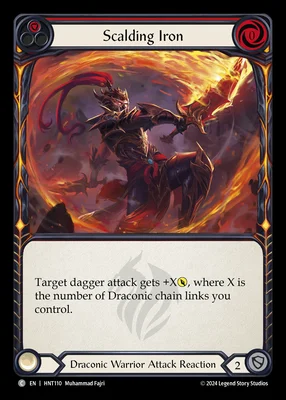 Scalding Iron
0
Target dagger attack gets +X, where X is
the number of Draconic chain links you
control.
Draconic Warrior Attack Reaction
2
C EN | HNT110 Muhammad Fajri
© 2024 Legend Story Studios